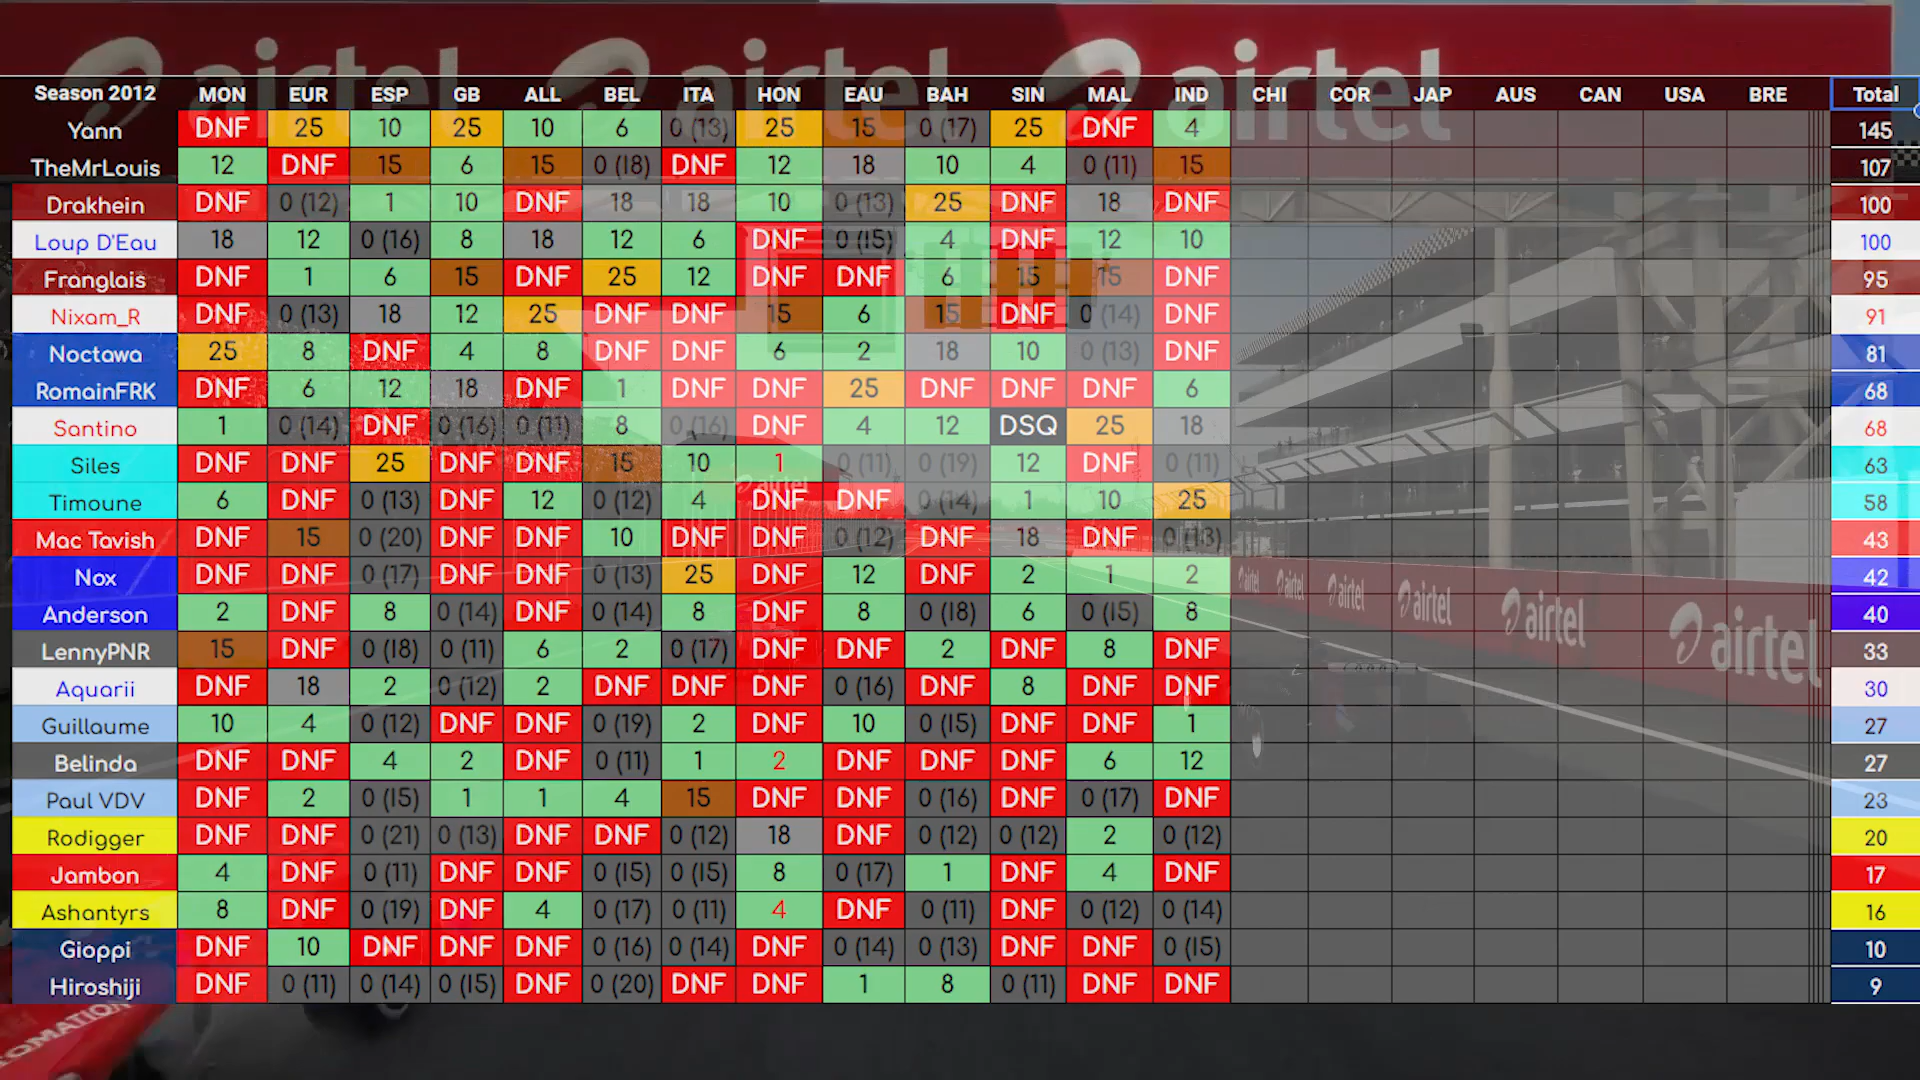 airtel airtel airtel
Season 2012 MON EUR ESP GB ALL BEL ITA HON EAU BAH SIN MAL IND CHI COR JAP AUS CAN USA BRE Total
Yann DNF 25 10 25 10 6 0 (13) 25 15 0 (17) 25 DNF 4 145
TheMrLouis 12 DNF 15 6 15 0 (18) DNF 12 18 10 4 0 (11) 15 107
Drakhein DNF 0 (12) 1 10 DNF 18 18 10 0 (13) 25 DNF 18 DNF 100
Loup D'Eau 18 12 0 (16) 8 18 12 6 DNF 0 (15) 4 DNF 12 10 100
Franglais DNF 1 6 15 DNF 25 12 DNF DNF 6 15 15 DNF 95
Nixam_R DNF 0 (13) 18 12 25 DNF DNF 15 6 15 DNF 0 (14) DNF 91
Noctawa 25 8 DNF 4 8 DNF DNF 6 2 18 10 0 (13) DNF 81
RomainFRK DNF 6 12 18 DNF 1 DNF DNF 25 DNF DNF DNF 6 68
Santino 1 0 (14) DNF 0 (16) 0 (11) 8 0 (16) DNF 4 12 DSQ 25 18 68
Siles DNF DNF 25 DNF DNF 15 10 1 0 (11) 0 (19) 12 DNF 0 (11) 63
Timoune 6 DNF 0 (13) DNF 12 0 (12) 4 DNF DNF 0 (14) 1 10 25 58
Mac Tavish DNF 15 0 (20) DNF DNF 10 DNF DNF 0 (12) DNF 18 DNF 0 (13) 43
Nox DNF DNF 0 (17) DNF DNF 0 (13) 25 DNF 12 DNF 2 1 2 42
Anderson 2 DNF 8 0 (14) DNF 0 (14) 8 DNF 8 0 (18) 6 0 (15) 8 40
LennyPNR 15 DNF 0 (18) 0 (11) 6 2 0 (17) DNF DNF 2 DNF 8 DNF 33
Aquarii DNF 18 2 0 (12) 2 DNF DNF DNF 0 (16) DNF 8 DNF DNF 30
Guillaume 10 4 0 (12) DNF DNF 0 (19) 2 DNF 10 0 (15) DNF DNF 1 27
Belinda DNF DNF 4 2 DNF 0 (11) 1 2 DNF DNF DNF 6 12 27
Paul VDV DNF 2 0 (15) 1 1 4 15 DNF DNF 0 (16) DNF 0 (17) DNF 23
Rodigger DNF DNF 0 (21) 0 (13) DNF DNF 0 (12) 18 DNF 0 (12) 0 (12) 2 0 (12) 20
Jambon 4 DNF 0 (11) DNF DNF 0 (15) 0 (15) 8 0 (17) 1 DNF 4 DNF 17
Ashantyrs 8 DNF 0 (19) DNF 4 0 (17) 0 (11) 4 DNF 0 (11) DNF 0 (12) 0 (14) 16
Gioppi DNF 10 DNF DNF DNF 0 (16) 0 (14) DNF 0 (14) 0 (13) DNF DNF 0 (15) 10
Hiroshiji DNF 0 (11) 0 (14) 0 (15) DNF 0 (20) DNF DNF 1 8 0 (11) DNF DNF 9
airtel airtel airtel airtel airtel airtel